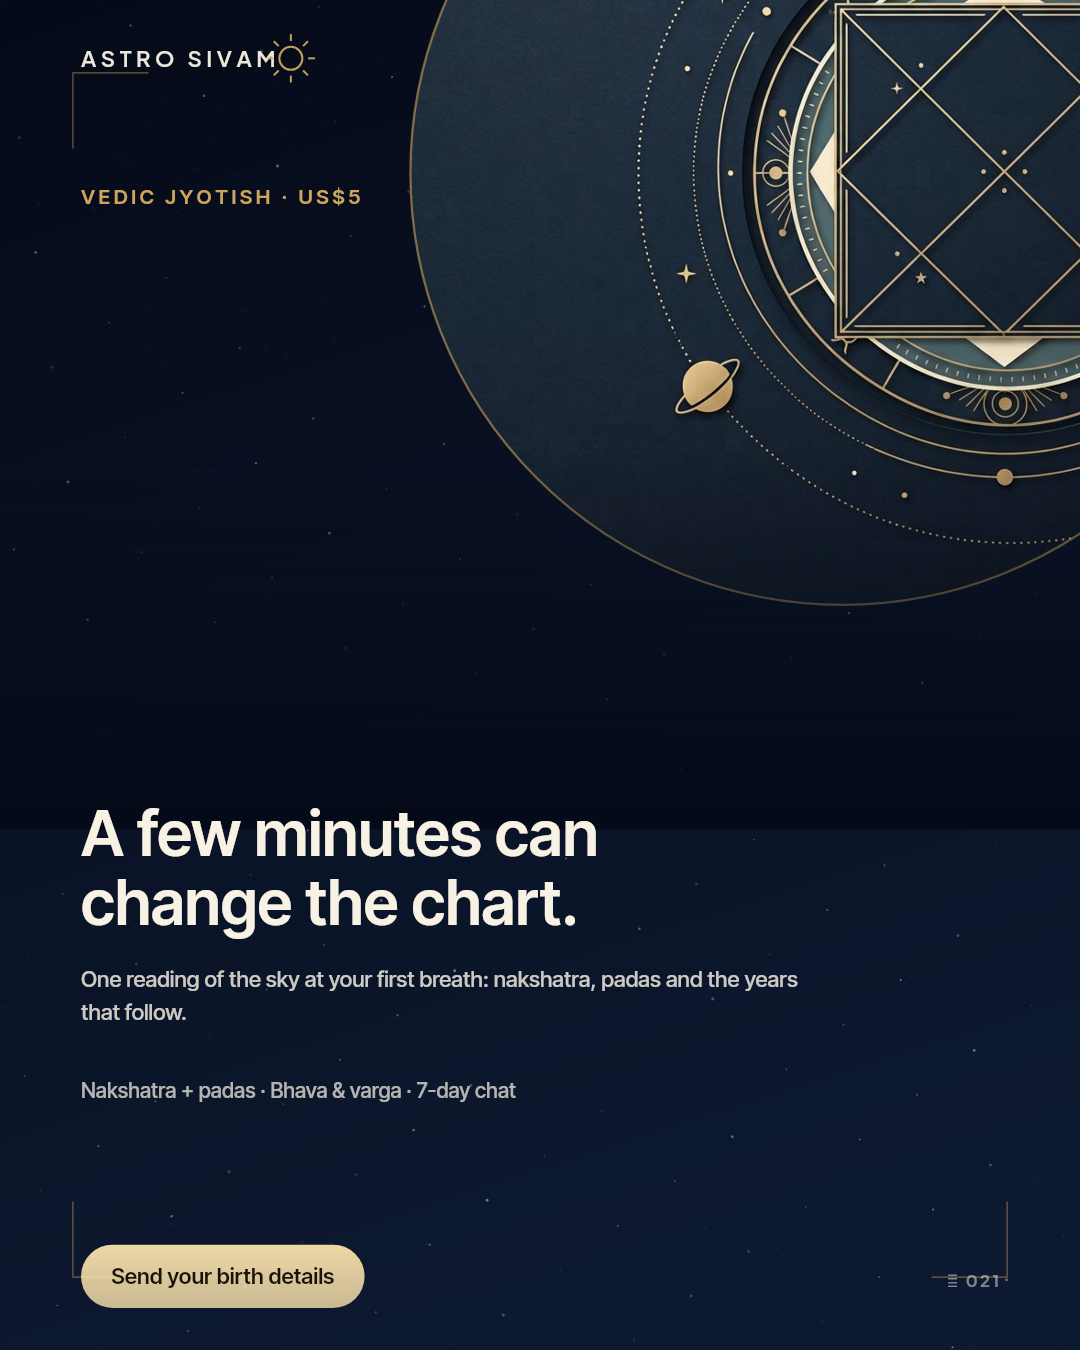 ASTRO SIVAM
VEDIC JYOTISH · US$5
A few minutes can
change the chart.
One reading of the sky at your first breath: nakshatra, padas and the years
that follow.
Nakshatra + padas · Bhava & varga · 7-day chat
Send your birth details
021